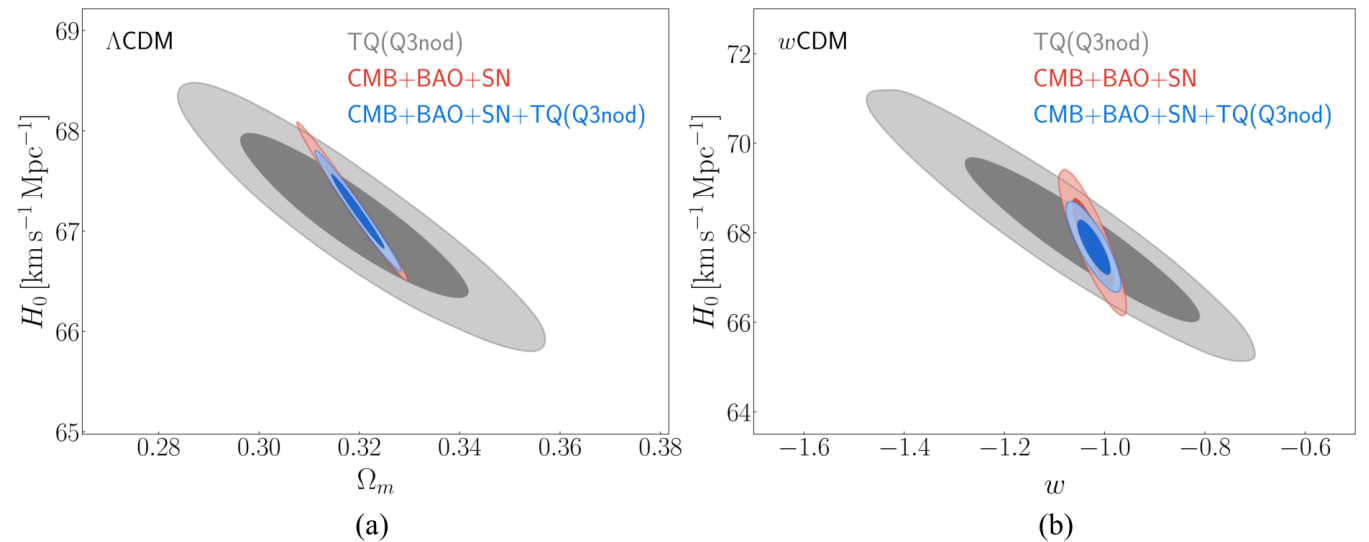 ΛCDM
TQ(Q3nod)
CMB+BAO+SN
CMB+BAO+SN+TQ(Q3nod)
69
68
67
66
65
H₀ [km s⁻¹ Mpc⁻¹]
0.28 0.30 0.32 0.34 0.36 0.38
Ωₘ
(a)
wCDM
TQ(Q3nod)
CMB+BAO+SN
CMB+BAO+SN+TQ(Q3nod)
72
70
68
66
64
H₀ [km s⁻¹ Mpc⁻¹]
−1.6 −1.4 −1.2 −1.0 −0.8 −0.6
w
(b)